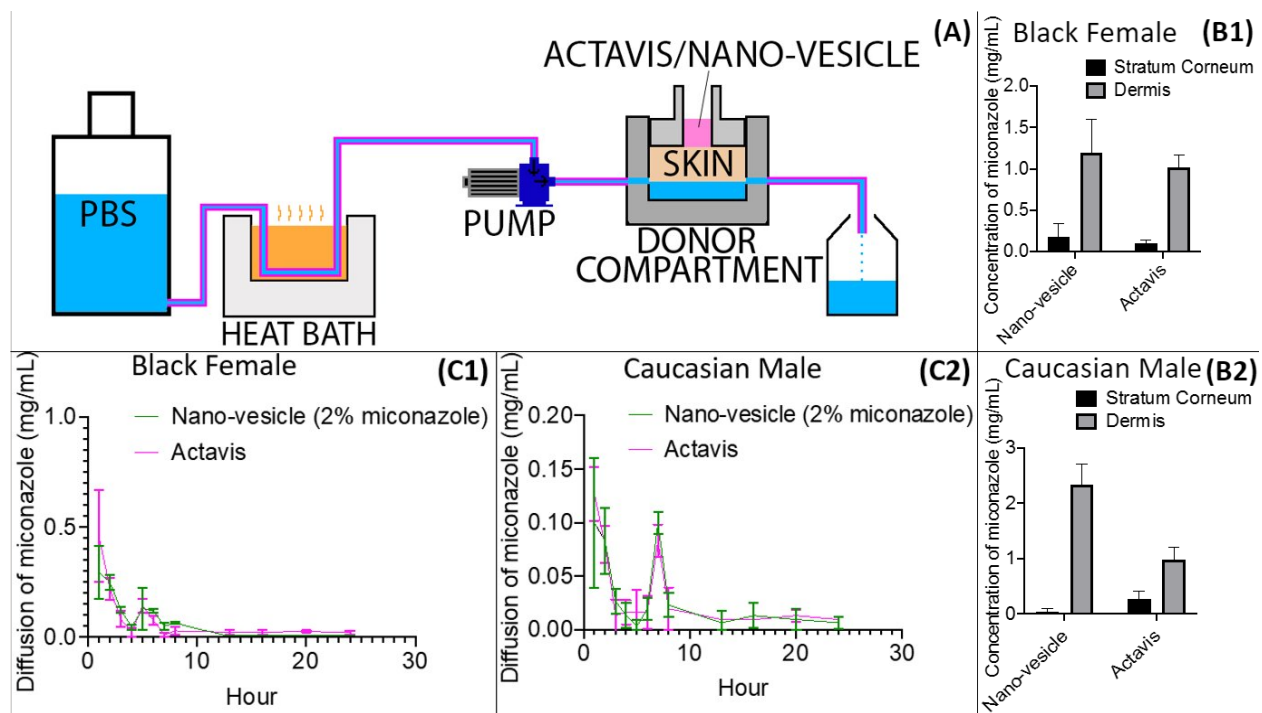 (A)
ACTAVIS/NANO-VESICLE
PBS
SKIN
PUMP
HEAT BATH
DONOR
COMPARTMENT
Black Female (B1)
Stratum Corneum
Dermis
Concentration of miconazole (mg/mL)
2.0
1.5
1.0
0.5
0.0
Nano-vesicle
Actavis
Black Female (C1)
Nano-vesicle (2% miconazole)
Actavis
Diffusion of miconazole (mg/mL)
1.0
0.5
0.0
0 10 20 30
Hour
Caucasian Male (C2)
Nano-vesicle (2% miconazole)
Actavis
Diffusion of miconazole (mg/mL)
0.20
0.15
0.10
0.05
0.00
0 10 20 30
Hour
Caucasian Male (B2)
Stratum Corneum
Dermis
Concentration of miconazole (mg/mL)
3
2
1
0
Nano-vesicle
Actavis